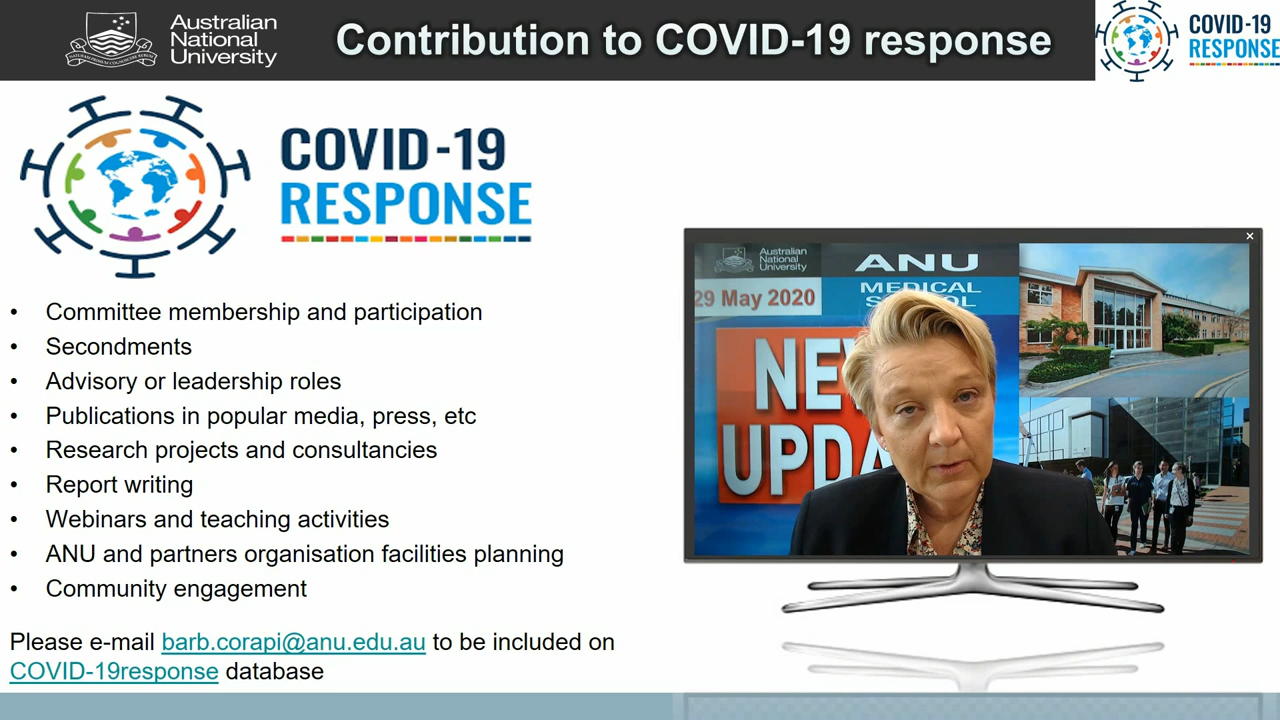 Australian
National
University
Contribution to COVID-19 response
COVID-19
RESPONSE
COVID-19
RESPONSE
• Committee membership and participation
• Secondments
• Advisory or leadership roles
• Publications in popular media, press, etc
• Research projects and consultancies
• Report writing
• Webinars and teaching activities
• ANU and partners organisation facilities planning
• Community engagement
Please e-mail barb.corapi@anu.edu.au to be included on
COVID-19response database
Australian
National
University
ANU
MEDICAL
29 May 2020